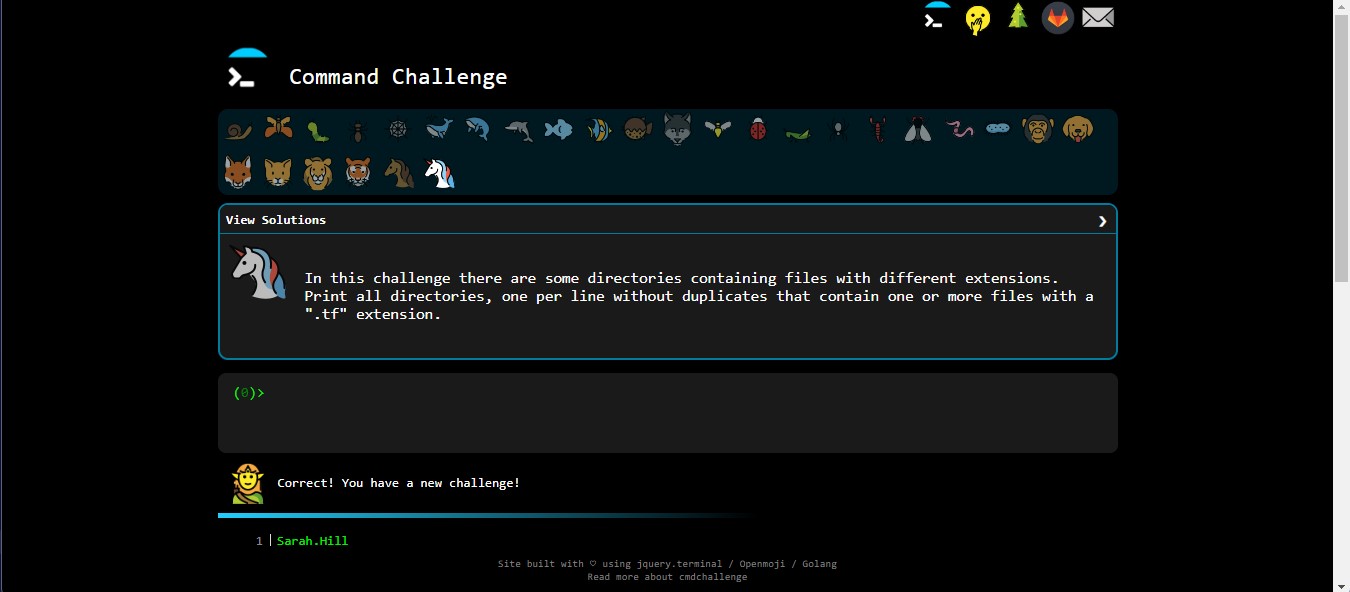 Command Challenge
View Solutions
In this challenge there are some directories containing files with different extensions.
Print all directories, one per line without duplicates that contain one or more files with a
".tf" extension.
(0)>
Correct! You have a new challenge!
1 Sarah.Hill
Site built with ♡ using jquery.terminal / Openmoji / Golang
Read more about cmdchallenge